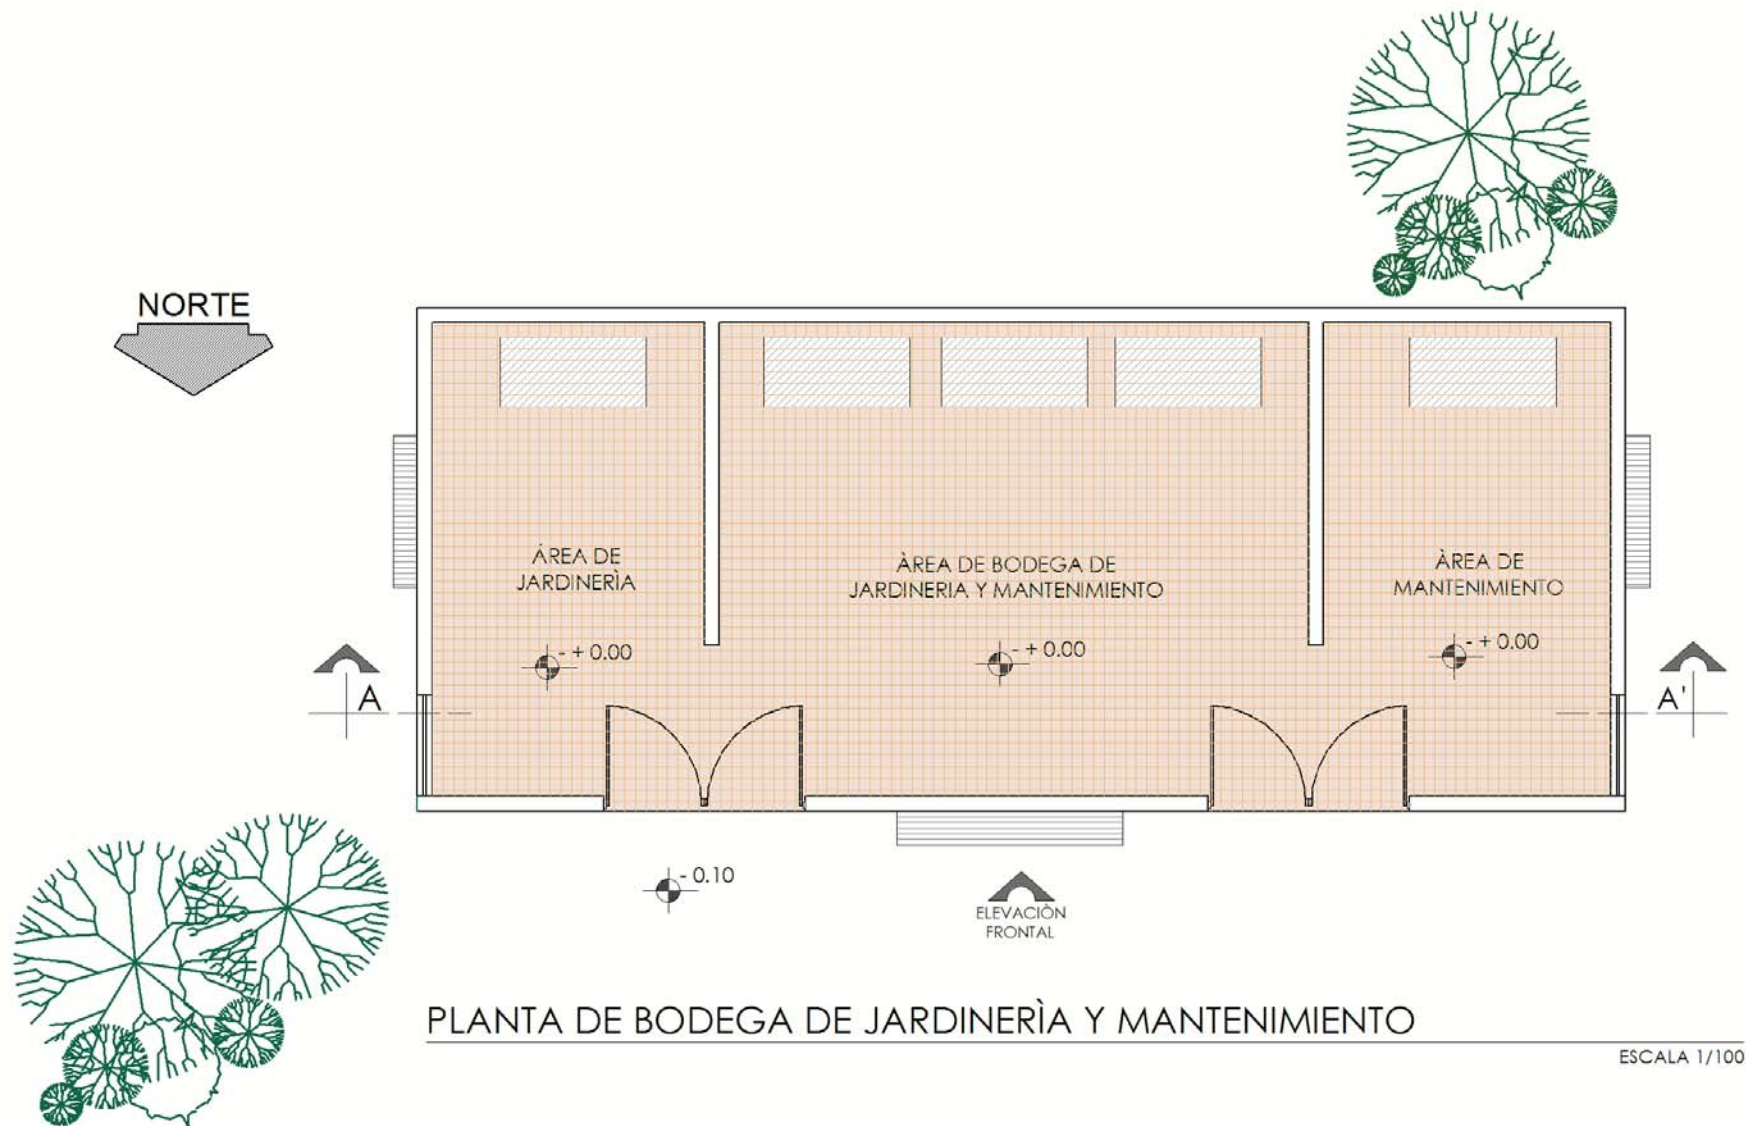 NORTE
ÁREA DE
JARDINERÌA
ÀREA DE BODEGA DE
JARDINERIA Y MANTENIMIENTO
ÀREA DE
MANTENIMIENTO
- + 0.00
- + 0.00
- + 0.00
A
A'
- 0.10
ELEVACIÒN
FRONTAL
PLANTA DE BODEGA DE JARDINERÌA Y MANTENIMIENTO
ESCALA 1/100